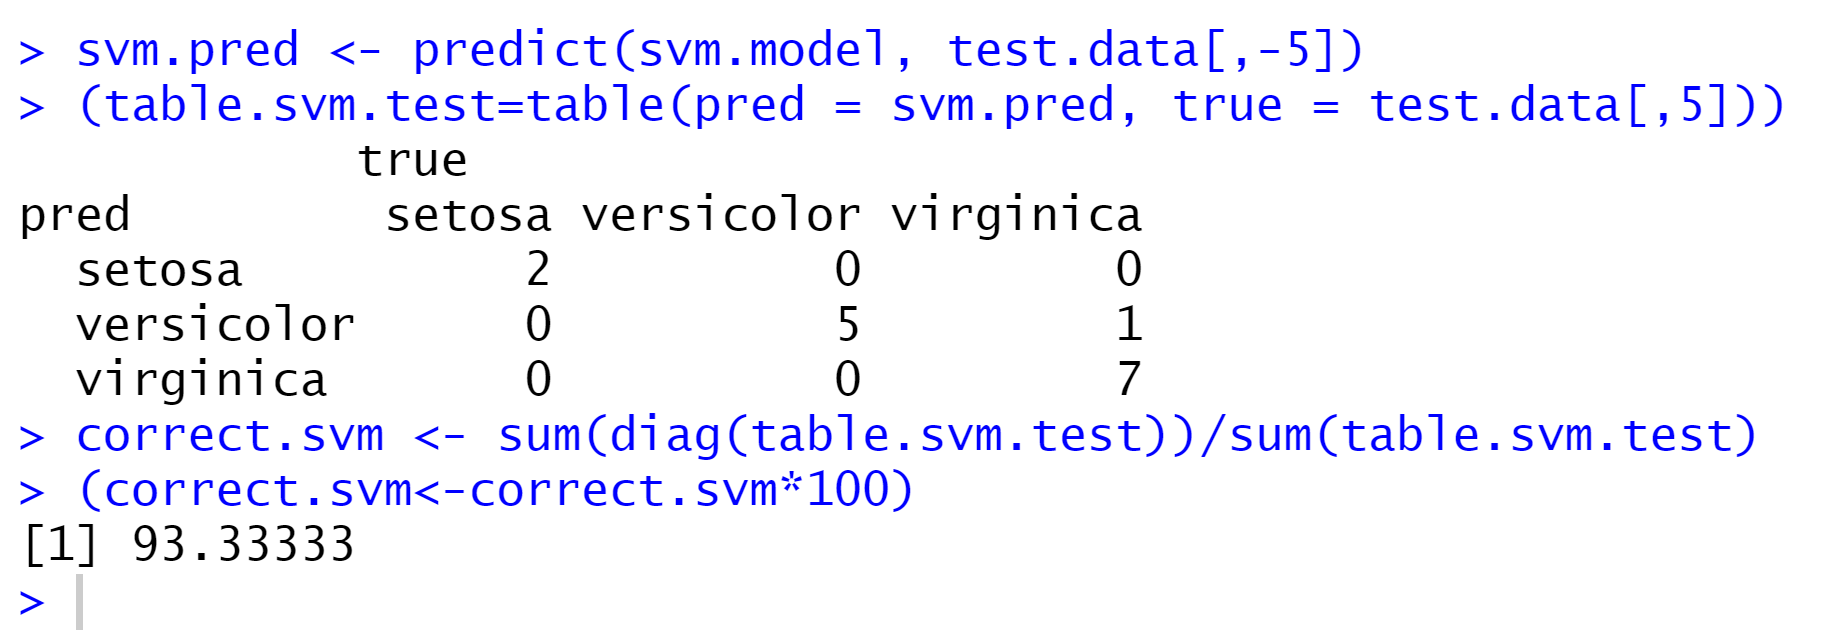 > svm.pred <- predict(svm.model, test.data[,-5])
> (table.svm.test=table(pred = svm.pred, true = test.data[,5]))
            true
pred         setosa versicolor virginica
  setosa          2          0         0
  versicolor      0          5         1
  virginica       0          0         7
> correct.svm <- sum(diag(table.svm.test))/sum(table.svm.test)
> (correct.svm<-correct.svm*100)
[1] 93.33333
>